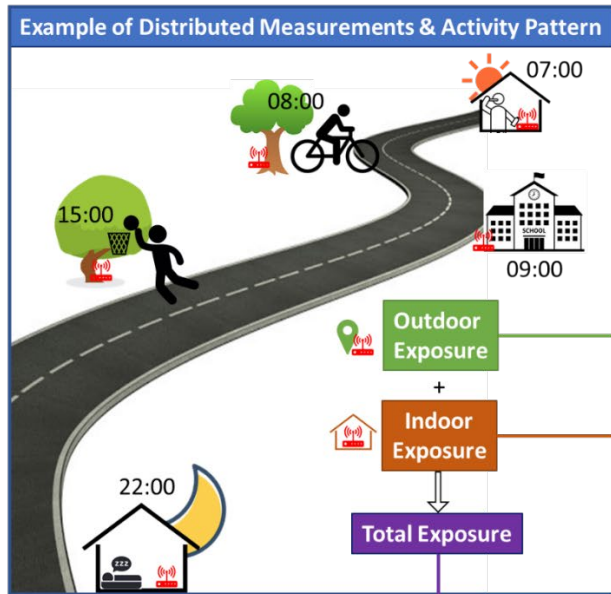 Example of Distributed Measurements & Activity Pattern
07:00
08:00
15:00
SCHOOL
09:00
Outdoor
Exposure
+
Indoor
Exposure
22:00
zzz
Total Exposure